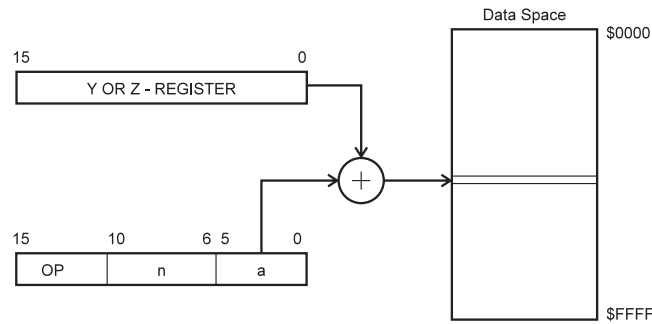 Data Space
$0000
15 0
Y OR Z - REGISTER
+
15 10 6 5 0
OP n a
$FFFF